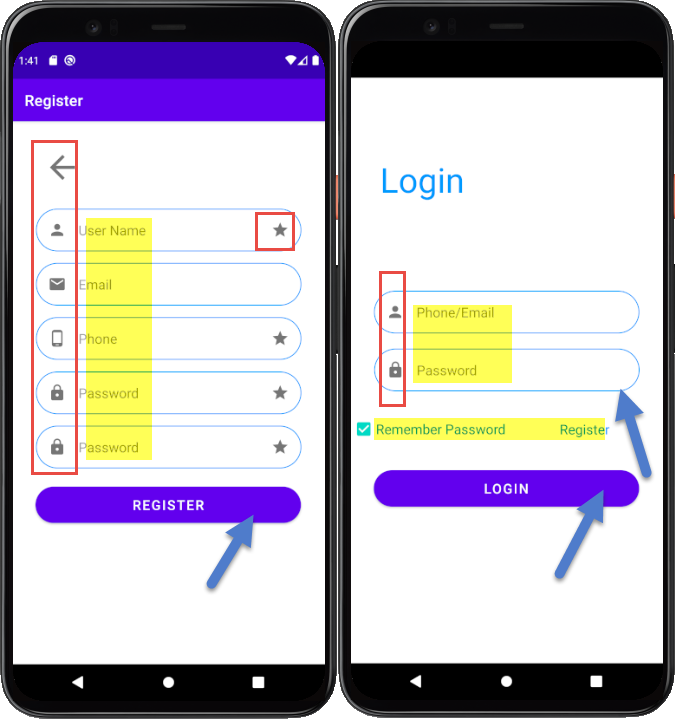 1:41
Register
User Name
Email
Phone
Password
Password
REGISTER
Login
Phone/Email
Password
Remember Password Register
LOGIN